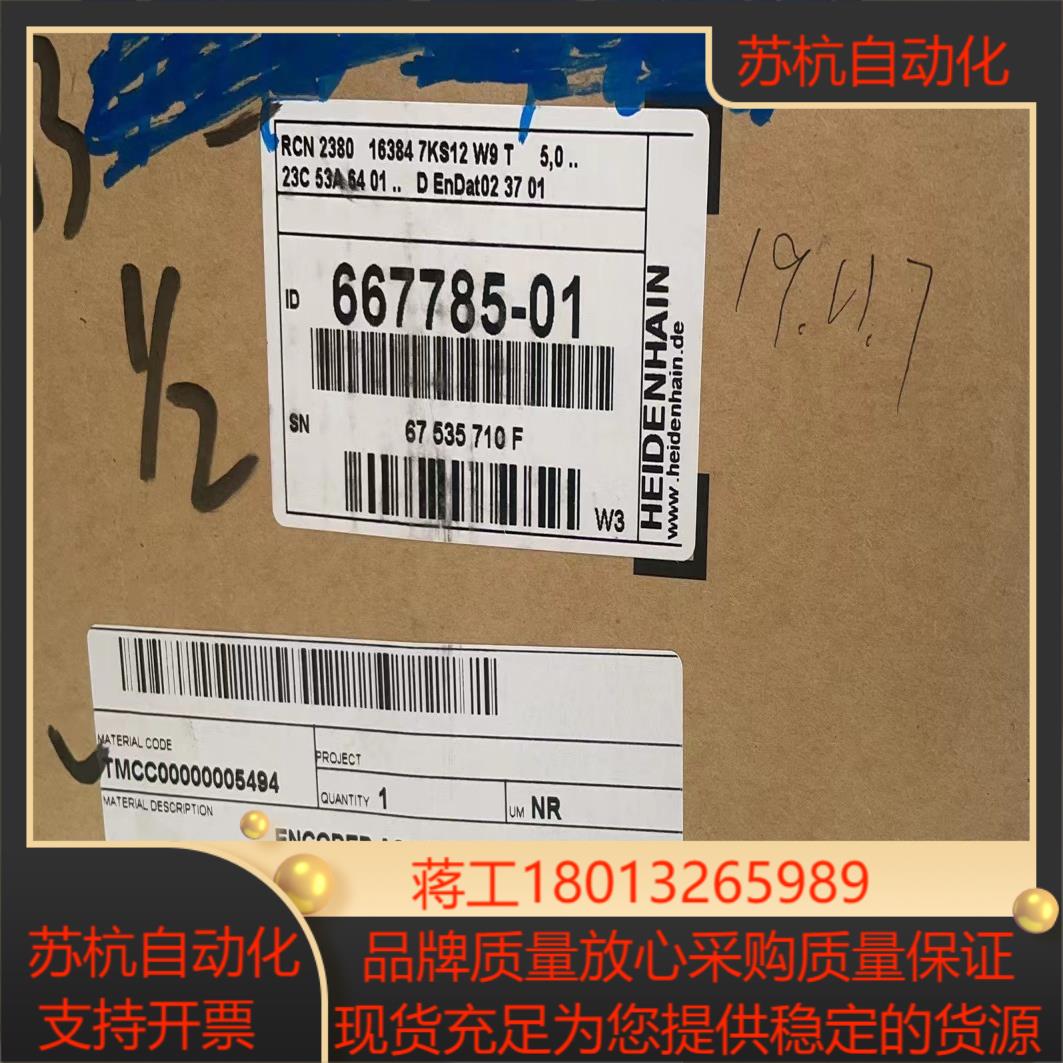 苏杭自动化
RCN 2380 16384 7KS12 W9 T 5,0 ..
23C 53A 64 01 .. D EnDat02 37 01
ID 667785-01
SN 67 535 710 F
W3
HEIDENHAIN
www.heidenhain.de
1/2
MATERIAL CODE
TMCC00000005494
PROJECT
QUANTITY 1
UM NR
MATERIAL DESCRIPTION
蒋工18013265989
苏杭自动化
支持开票
品牌质量放心采购质量保证
现货充足为您提供稳定的货源